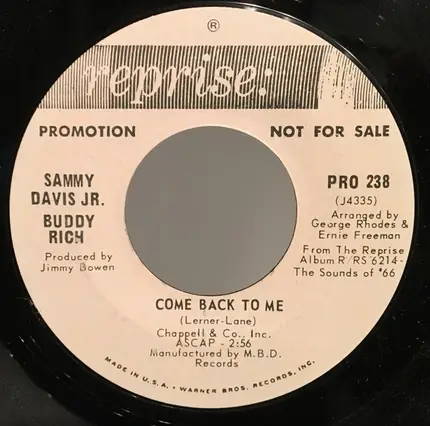 ®
reprise:
PROMOTION
NOT FOR SALE
SAMMY
DAVIS JR.
BUDDY
RICH
Produced by
Jimmy Bowen
PRO 238
(J4335)
Arranged by
George Rhodes &
Ernie Freeman
From The Reprise
Album R/RS 6214-
The Sounds of '66
COME BACK TO ME
(Lerner-Lane)
Chappell & Co., Inc.
ASCAP - 2:56
Manufactured by M.B.D.
Records
MADE IN U.S.A. • WARNER BROS. RECORDS, INC.